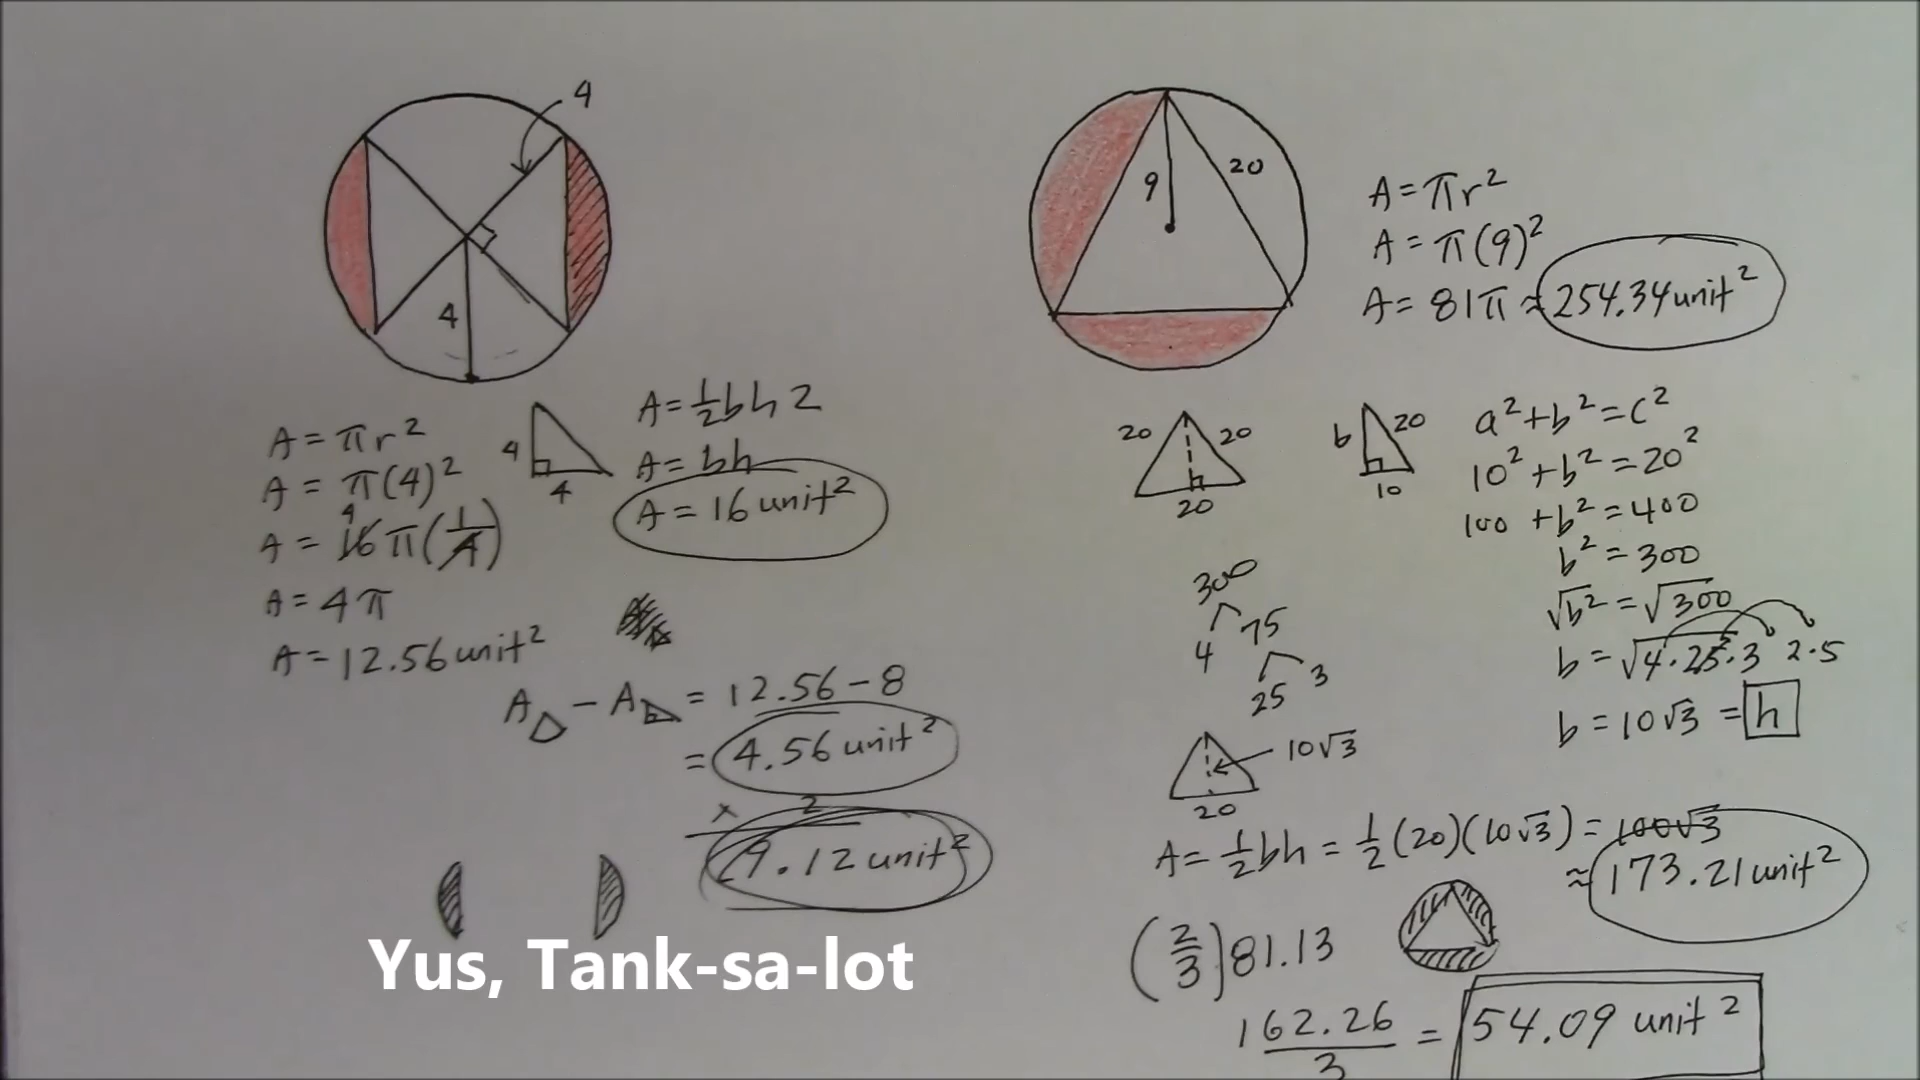 4
4
A = πr²
A = π(4)²
4
A = 16π(1/4)
A = 4π
A = 12.56 unit²
4
4
A = ½bh 2
A = bh
A = 16 unit²
A - A = 12.56 - 8
= 4.56 unit²
× 2
9.12 unit²
Yus, Tank-sa-lot
9
20
A = πr²
A = π(9)²
A = 81π ≈ 254.34 unit²
20 20
20
b 20
10
a² + b² = c²
10² + b² = 20²
100 + b² = 400
b² = 300
√b² = √300
b = √4·25·3 2·5
b = 10√3 = h
300
4 75
25 3
10√3
20
A = ½bh = ½(20)(10√3) = 100√3
≈ 173.21 unit²
(2/3)81.13
162.26/3 = 54.09 unit²